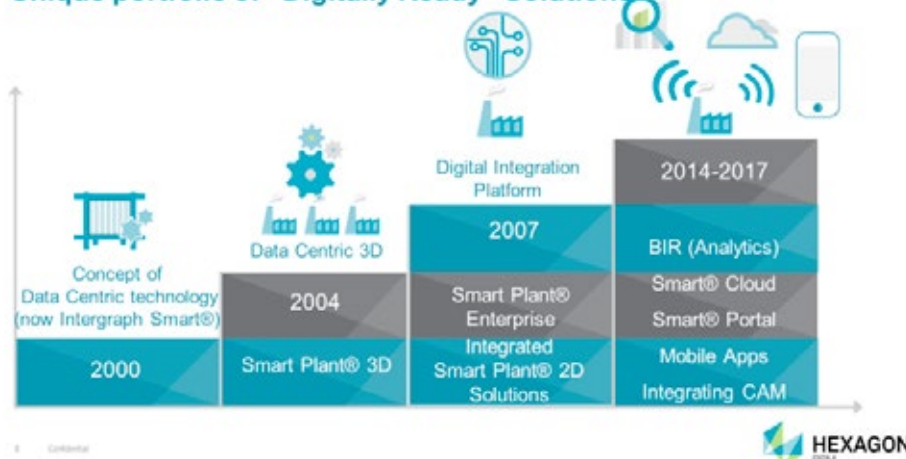 Unique portfolio of "Digitally Ready" Solutions
Concept of
Data Centric technology
(now Intergraph Smart®)
2000
Data Centric 3D
2004
Smart Plant® 3D
Digital Integration
Platform
2007
Smart Plant®
Enterprise
Integrated
Smart Plant® 2D
Solutions
2014-2017
BIR (Analytics)
Smart® Cloud
Smart® Portal
Mobile Apps
Integrating CAM
Confidential
HEXAGON
PPM